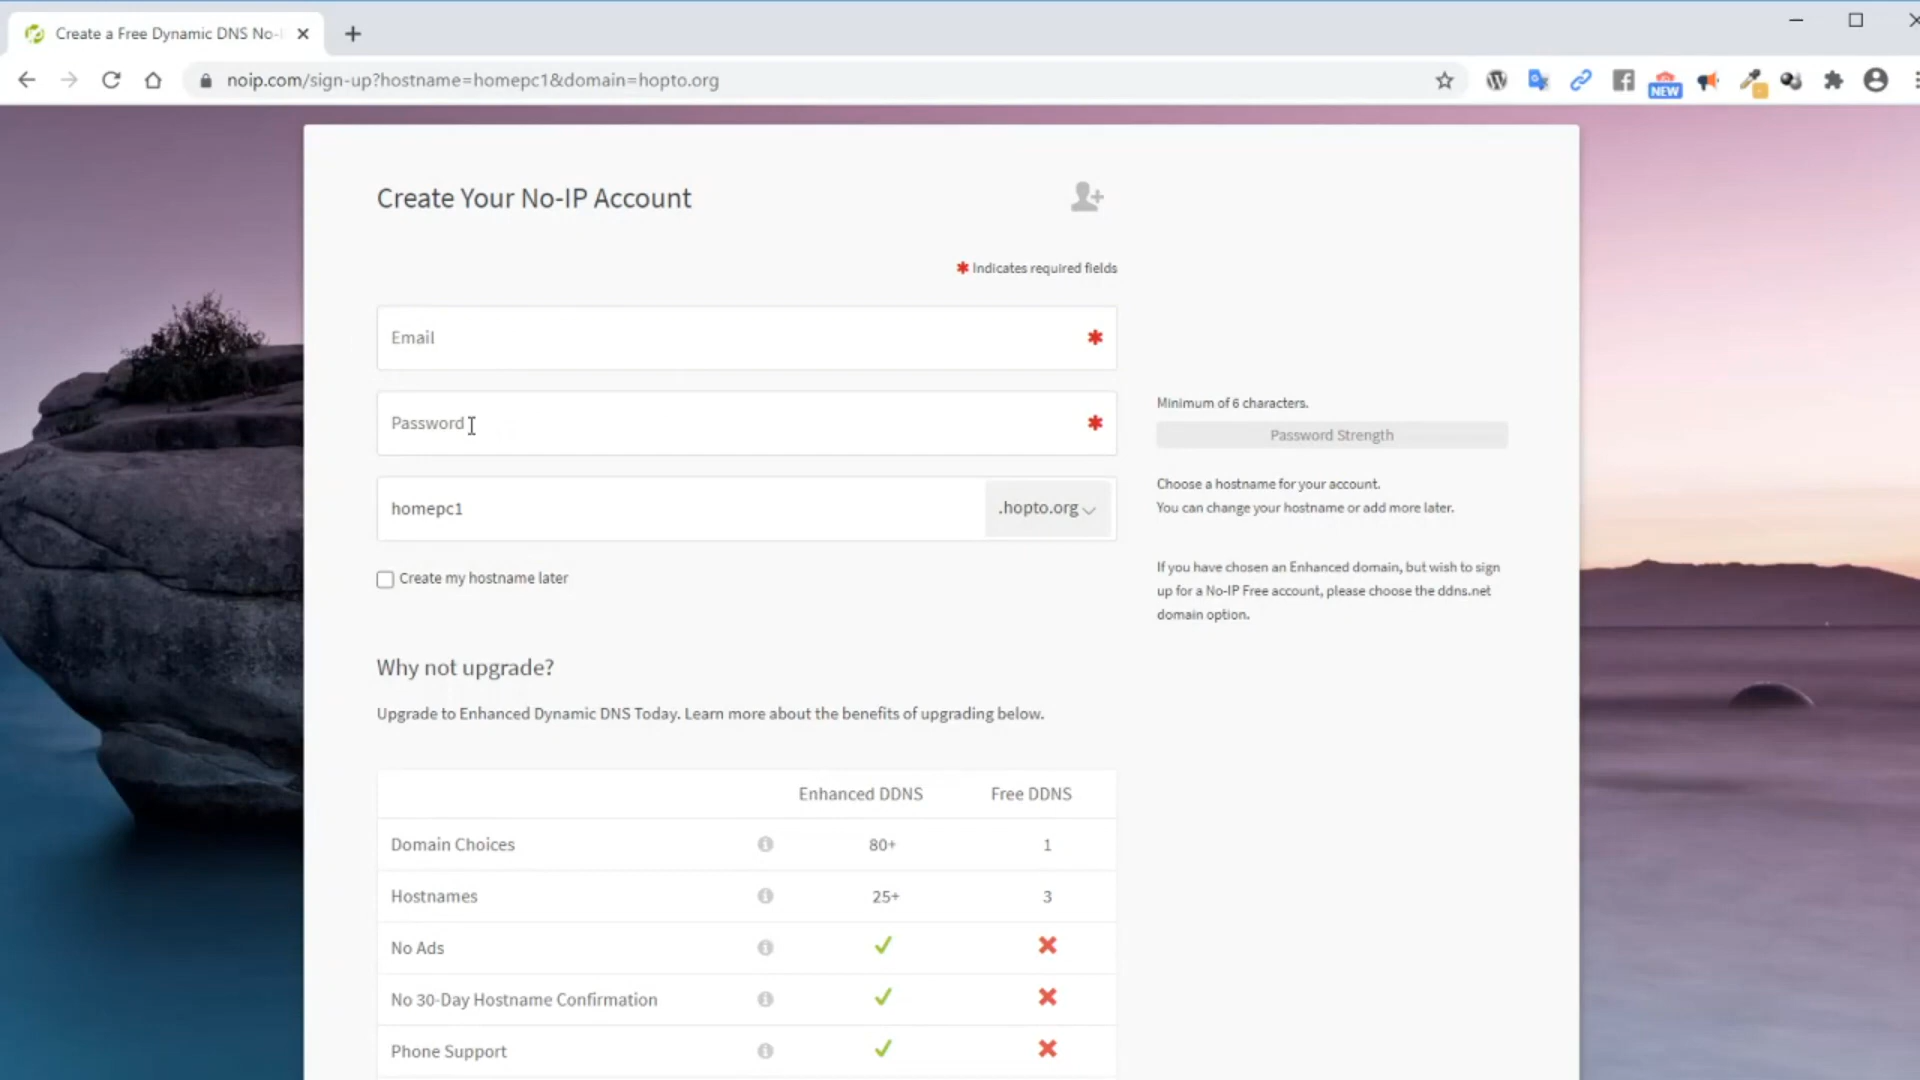 Create a Free Dynamic DNS No-I
noip.com/sign-up?hostname=homepc1&domain=hopto.org
NEW
Create Your No-IP Account
* Indicates required fields
Email *
Password *
Minimum of 6 characters.
Password Strength
homepc1 .hopto.org
Choose a hostname for your account.
You can change your hostname or add more later.
Create my hostname later
If you have chosen an Enhanced domain, but wish to sign
up for a No-IP Free account, please choose the ddns.net
domain option.
Why not upgrade?
Upgrade to Enhanced Dynamic DNS Today. Learn more about the benefits of upgrading below.
Enhanced DDNS Free DDNS
Domain Choices 80+ 1
Hostnames 25+ 3
No Ads
No 30-Day Hostname Confirmation
Phone Support